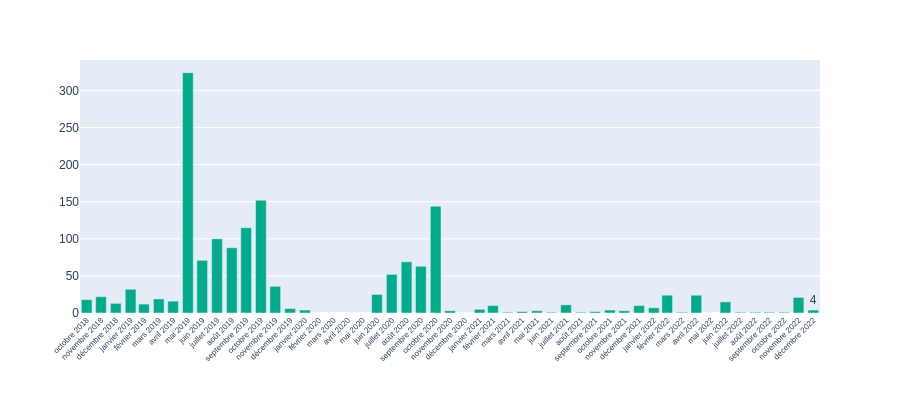 300
250
200
150
100
50
0
4
octobre 2018
novembre 2018
décembre 2018
janvier 2019
février 2019
mars 2019
avril 2019
mai 2019
juin 2019
juillet 2019
août 2019
septembre 2019
octobre 2019
novembre 2019
décembre 2019
janvier 2020
février 2020
mars 2020
avril 2020
mai 2020
juin 2020
juillet 2020
août 2020
septembre 2020
octobre 2020
novembre 2020
décembre 2020
janvier 2021
février 2021
mars 2021
avril 2021
mai 2021
juin 2021
juillet 2021
août 2021
septembre 2021
octobre 2021
novembre 2021
décembre 2021
janvier 2022
février 2022
mars 2022
avril 2022
mai 2022
juin 2022
juillet 2022
août 2022
septembre 2022
octobre 2022
novembre 2022
décembre 2022